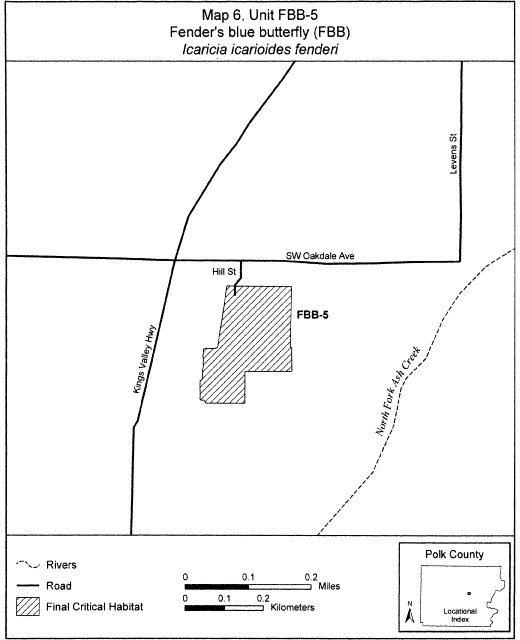 Map 6, Unit FBB-5
Fender's blue butterfly (FBB)
Icaricia icarioides fenderi
Levens St
SW Oakdale Ave
Hill St
FBB-5
Kings Valley Hwy
North Fork Ash Creek
Rivers
Road
Final Critical Habitat
0 0.1 0.2
Miles
0 0.1 0.2
Kilometers
Polk County
N
Locational
Index